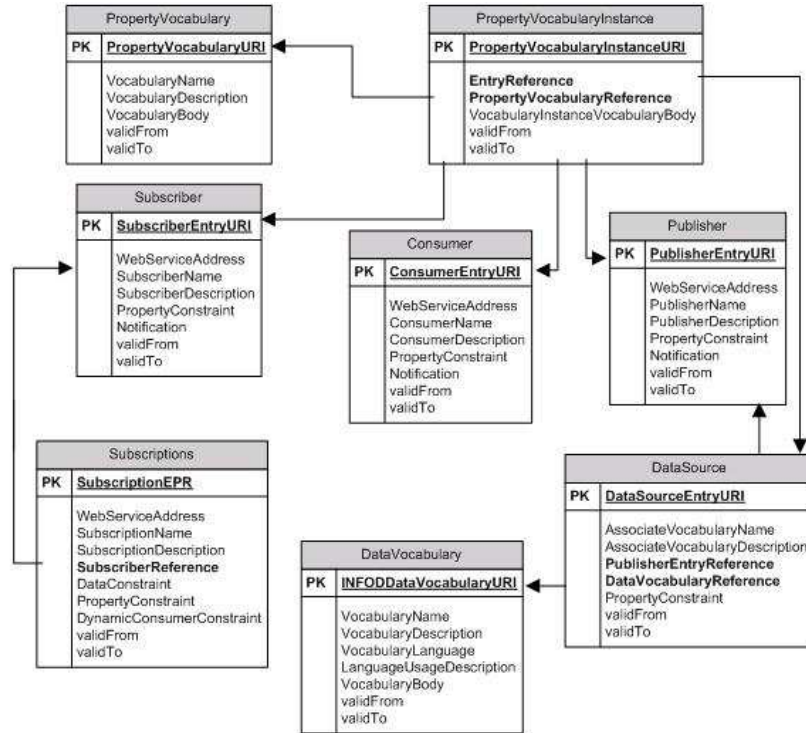 PropertyVocabulary
PK PropertyVocabularyURI
VocabularyName
VocabularyDescription
VocabularyBody
validFrom
validTo
PropertyVocabularyInstance
PK PropertyVocabularyInstanceURI
EntryReference
PropertyVocabularyReference
VocabularyInstanceVocabularyBody
validFrom
validTo
Subscriber
PK SubscriberEntryURI
WebServiceAddress
SubscriberName
SubscriberDescription
PropertyConstraint
Notification
validFrom
validTo
Consumer
PK ConsumerEntryURI
WebServiceAddress
ConsumerName
ConsumerDescription
PropertyConstraint
Notification
validFrom
validTo
Publisher
PK PublisherEntryURI
WebServiceAddress
PublisherName
PublisherDescription
PropertyConstraint
Notification
validFrom
validTo
Subscriptions
PK SubscriptionEPR
WebServiceAddress
SubscriptionName
SubscriptionDescription
SubscriberReference
DataConstraint
PropertyConstraint
DynamicConsumerConstraint
validFrom
validTo
DataVocabulary
PK INFODDataVocabularyURI
VocabularyName
VocabularyDescription
VocabularyLanguage
LanguageUsageDescription
VocabularyBody
validFrom
validTo
DataSource
PK DataSourceEntryURI
AssociateVocabularyName
AssociateVocabularyDescription
PublisherEntryReference
DataVocabularyReference
PropertyConstraint
validFrom
validTo